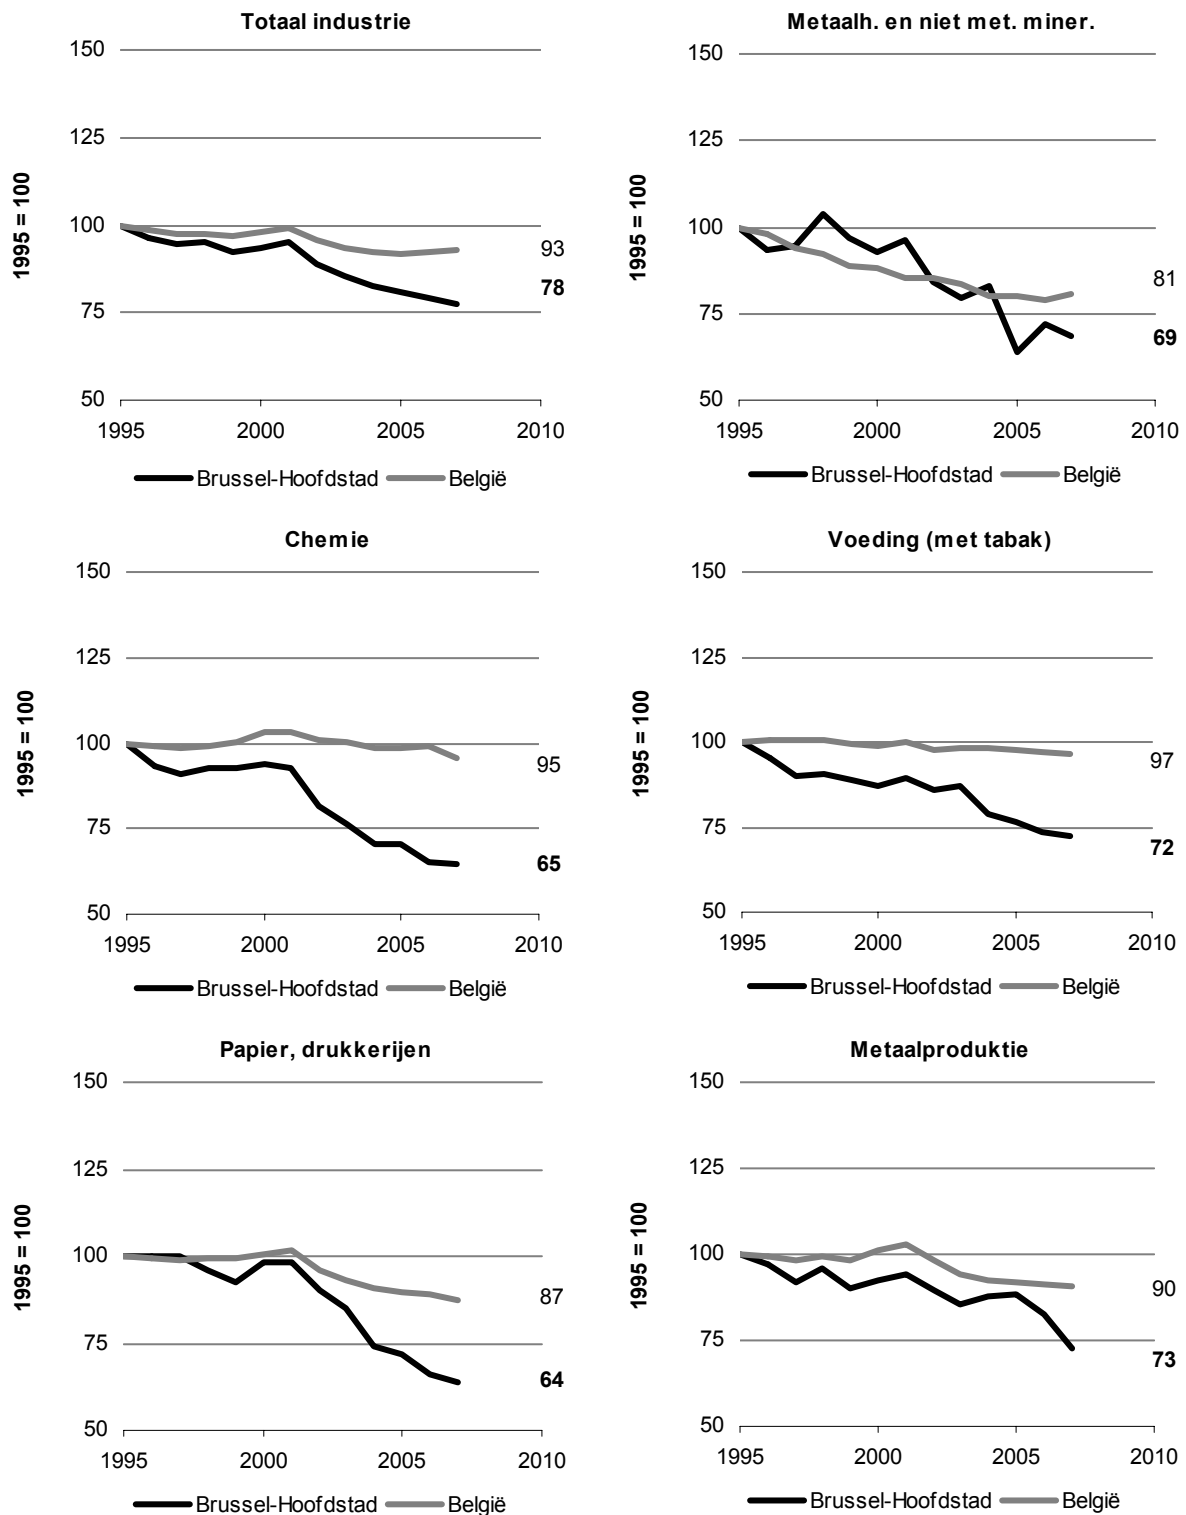 Totaal industrie
150
125
100
75
50
1995 = 100
93
78
1995 2000 2005 2010
Brussel-Hoofdstad België
Metaalh. en niet met. miner.
150
125
100
75
50
1995 = 100
81
69
1995 2000 2005 2010
Brussel-Hoofdstad België
Chemie
150
125
100
75
50
1995 = 100
95
65
1995 2000 2005 2010
Brussel-Hoofdstad België
Voeding (met tabak)
150
125
100
75
50
1995 = 100
97
72
1995 2000 2005 2010
Brussel-Hoofdstad België
Papier, drukkerijen
150
125
100
75
50
1995 = 100
87
64
1995 2000 2005 2010
Brussel-Hoofdstad België
Metaalproduktie
150
125
100
75
50
1995 = 100
90
73
1995 2000 2005 2010
Brussel-Hoofdstad België